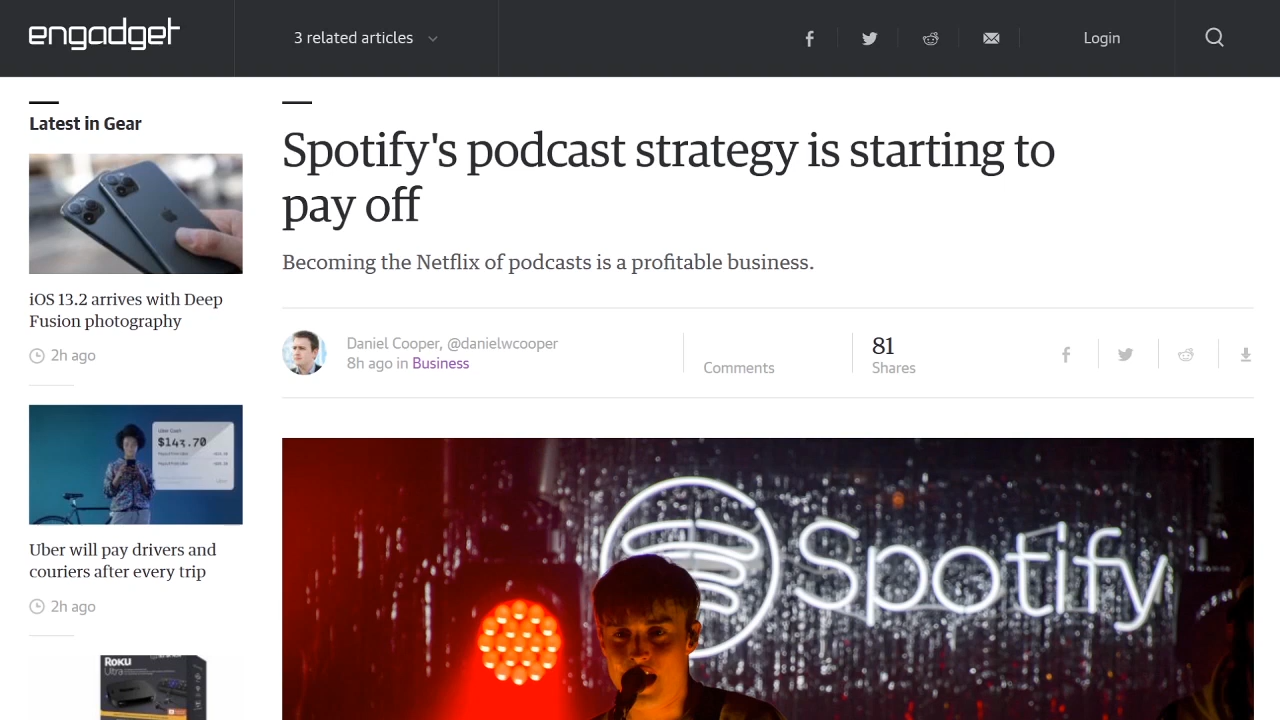 engadget
3 related articles
Login
Latest in Gear
iOS 13.2 arrives with Deep
Fusion photography
2h ago
Uber Cash
$143.70
Uber will pay drivers and
couriers after every trip
2h ago
Roku
Ultra
Spotify's podcast strategy is starting to
pay off
Becoming the Netflix of podcasts is a profitable business.
Daniel Cooper, @danielwcooper
8h ago in Business
Comments
81
Shares
Spotify